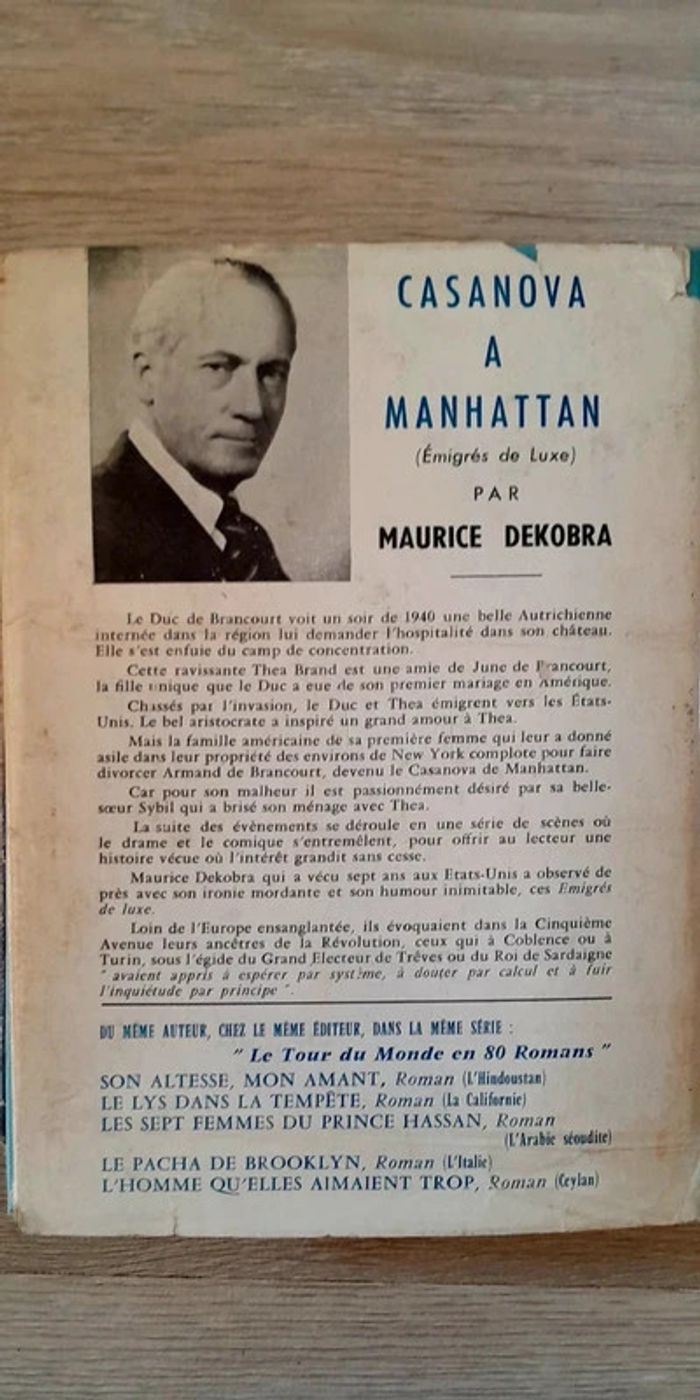 CASANOVA
A
MANHATTAN
(Émigrés de Luxe)
PAR
MAURICE DEKOBRA
Le Duc de Brancourt voit un soir de 1940 une belle Autrichienne
internée dans la région lui demander l'hospitalité dans son château.
Elle s'est enfuie du camp de concentration.
Cette ravissante Thea Brand est une amie de June de Brancourt,
la fille unique que le Duc a eue de son premier mariage en Amérique.
Chassés par l'invasion, le Duc et Thea émigrent vers les États-
Unis. Le bel aristocrate a inspiré un grand amour à Thea.
Mais la famille américaine de sa première femme qui leur a donné
asile dans leur propriété des environs de New York complote pour faire
divorcer Armand de Brancourt, devenu le Casanova de Manhattan.
Car pour son malheur il est passionnément désiré par sa belle-
sœur Sybil qui a brisé son ménage avec Thea.
La suite des évènements se déroule en une série de scènes où
le drame et le comique s'entremêlent, pour offrir au lecteur une
histoire vécue où l'intérêt grandit sans cesse.
Maurice Dekobra qui a vécu sept ans aux Etats-Unis a observé de
près avec son ironie mordante et son humour inimitable, ces Emigrés
de luxe.
Loin de l'Europe ensanglantée, ils évoquaient dans la Cinquième
Avenue leurs ancêtres de la Révolution, ceux qui à Coblence ou à
Turin, sous l'égide du Grand Electeur de Trêves ou du Roi de Sardaigne
" avaient appris à espérer par système, à douter par calcul et à fuir
l'inquiétude par principe ".
DU MÊME AUTEUR, CHEZ LE MÊME ÉDITEUR, DANS LA MÊME SÉRIE :
" Le Tour du Monde en 80 Romans "
SON ALTESSE, MON AMANT, Roman (L'Hindoustan)
LE LYS DANS LA TEMPÊTE, Roman (La Californie)
LES SEPT FEMMES DU PRINCE HASSAN, Roman
(L'Arabie séoudite)
LE PACHA DE BROOKLYN, Roman (L'Italie)
L'HOMME QU'ELLES AIMAIENT TROP, Roman (Ceylan)